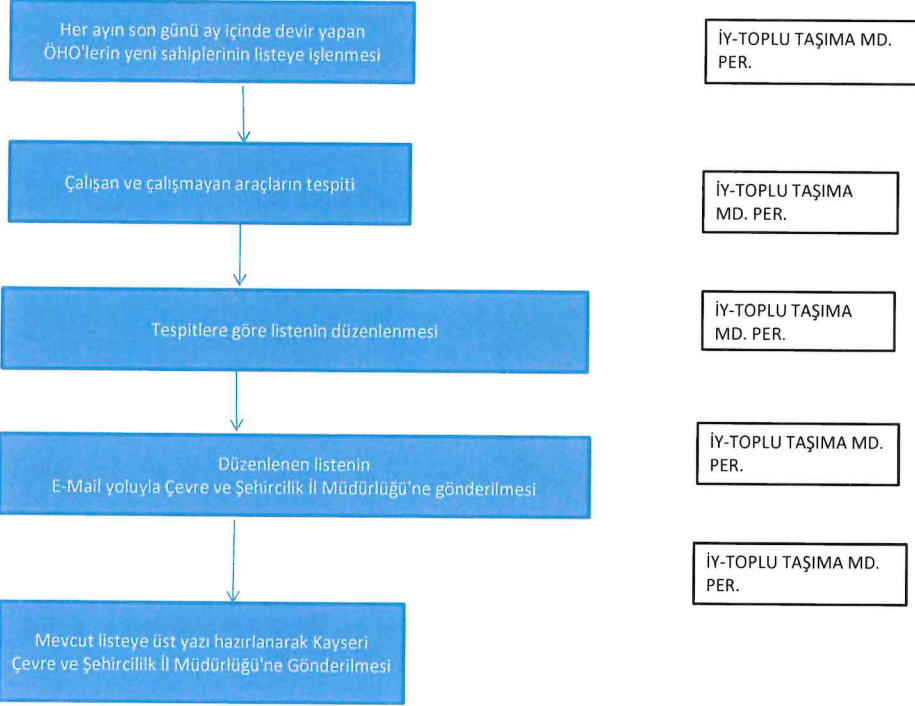 Her ayın son günü ay içinde devir yapan
ÖHO'lerin yeni sahiplerinin listeye işlenmesi
İY-TOPLU TAŞIMA MD.
PER.
Çalışan ve çalışmayan araçların tespiti
İY-TOPLU TAŞIMA
MD. PER.
Tespitlere göre listenin düzenlenmesi
İY-TOPLU TAŞIMA
MD. PER.
Düzenlenen listenin
E-Mail yoluyla Çevre ve Şehircilik İl Müdürlüğü'ne gönderilmesi
İY-TOPLU TAŞIMA MD.
PER.
Mevcut listeye üst yazı hazırlanarak Kayseri
Çevre ve Şehircililk İl Müdürlüğü'ne Gönderilmesi
İY-TOPLU TAŞIMA MD.
PER.